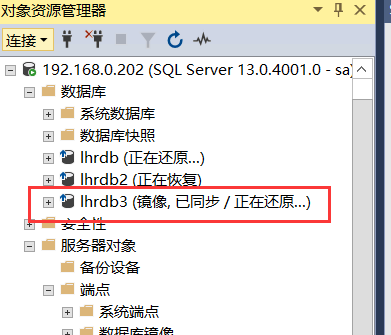 对象资源管理器
连接
192.168.0.202 (SQL Server 13.0.4001.0 - sa)
数据库
系统数据库
数据库快照
lhrdb (正在还原...)
lhrdb2 (正在恢复)
lhrdb3 (镜像, 已同步 / 正在还原...)
安全性
服务器对象
备份设备
端点
系统端点
数据库镜像